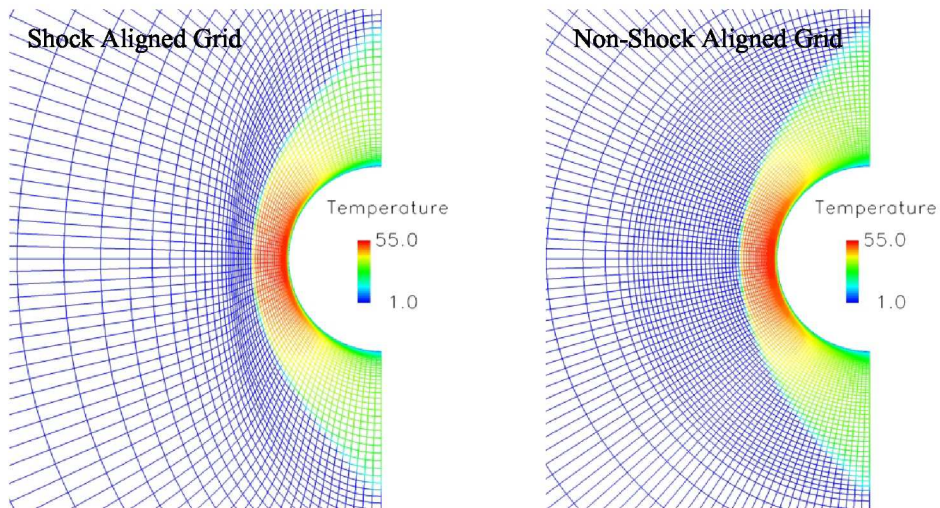 Shock Aligned Grid
Non-Shock Aligned Grid
Temperature
55.0
1.0
Temperature
55.0
1.0